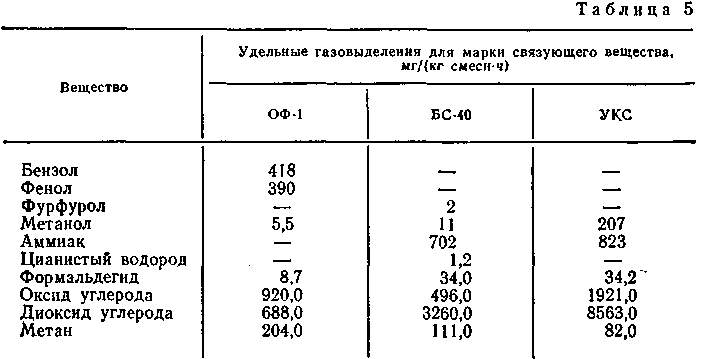 Таблица 5
Удельные газовыделения для марки связующего вещества,
мг/(кг смеси·ч)
Вещество
ОФ-1 БС-40 УКС
Бензол 418 — —
Фенол 390 — —
Фурфурол — 2 —
Метанол 5,5 11 207
Аммиак — 702 823
Цианистый водород — 1,2 —
Формальдегид 8,7 34,0 34,2
Оксид углерода 920,0 496,0 1921,0
Диоксид углерода 688,0 3260,0 8563,0
Метан 204,0 111,0 82,0